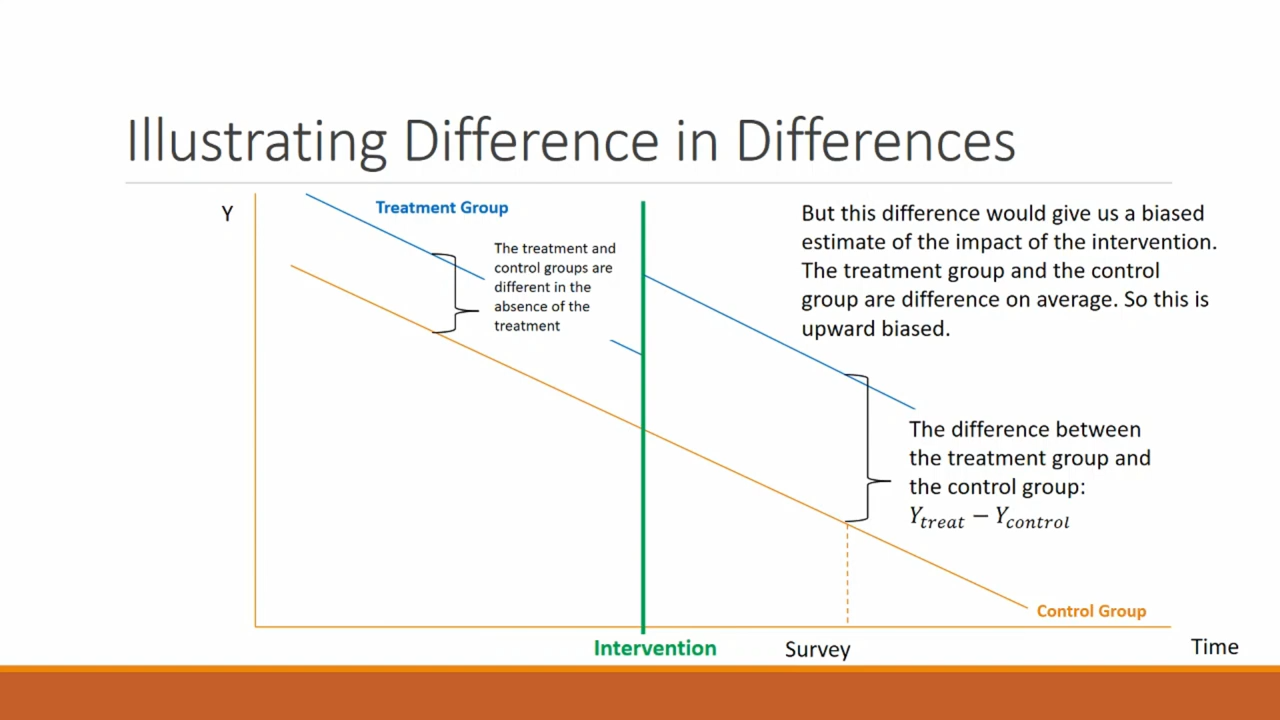 Illustrating Difference in Differences
Y
Treatment Group
The treatment and
control groups are
different in the
absence of the
treatment
But this difference would give us a biased
estimate of the impact of the intervention.
The treatment group and the control
group are difference on average. So this is
upward biased.
The difference between
the treatment group and
the control group:
Y_treat − Y_control
Control Group
Intervention
Survey
Time